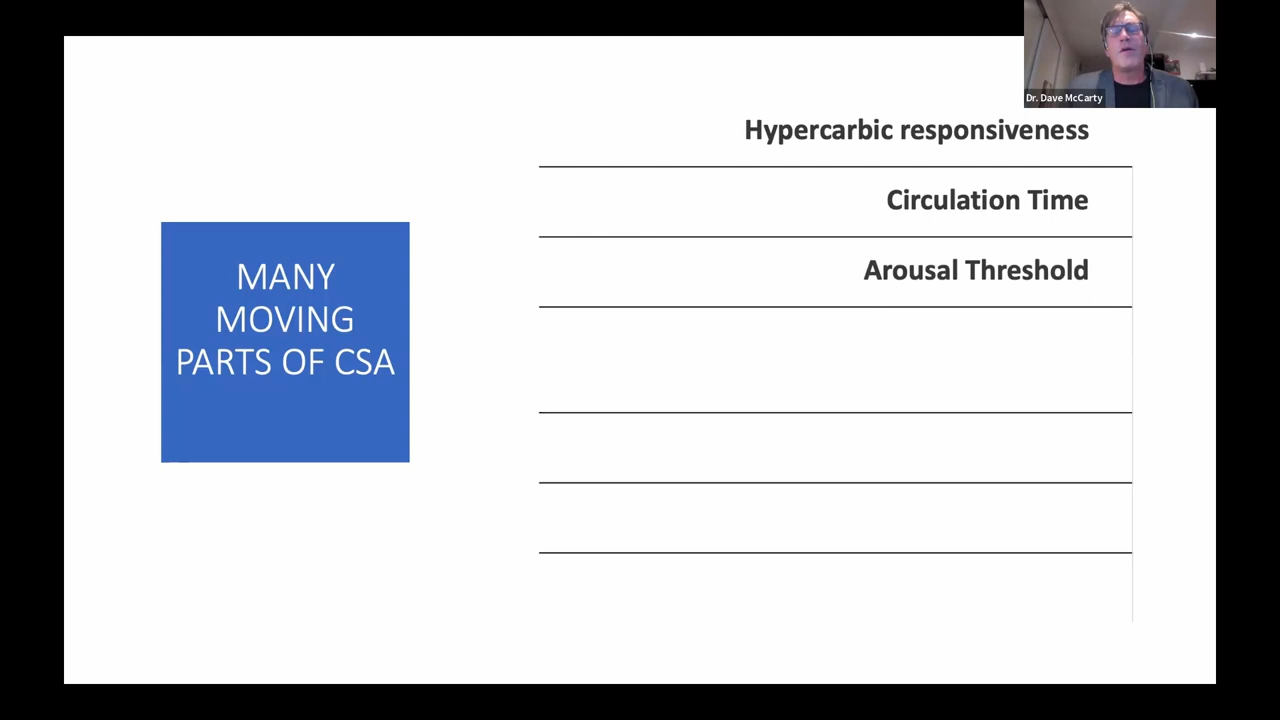 Dr. Dave McCarty
Hypercarbic responsiveness
Circulation Time
Arousal Threshold
MANY
MOVING
PARTS OF CSA